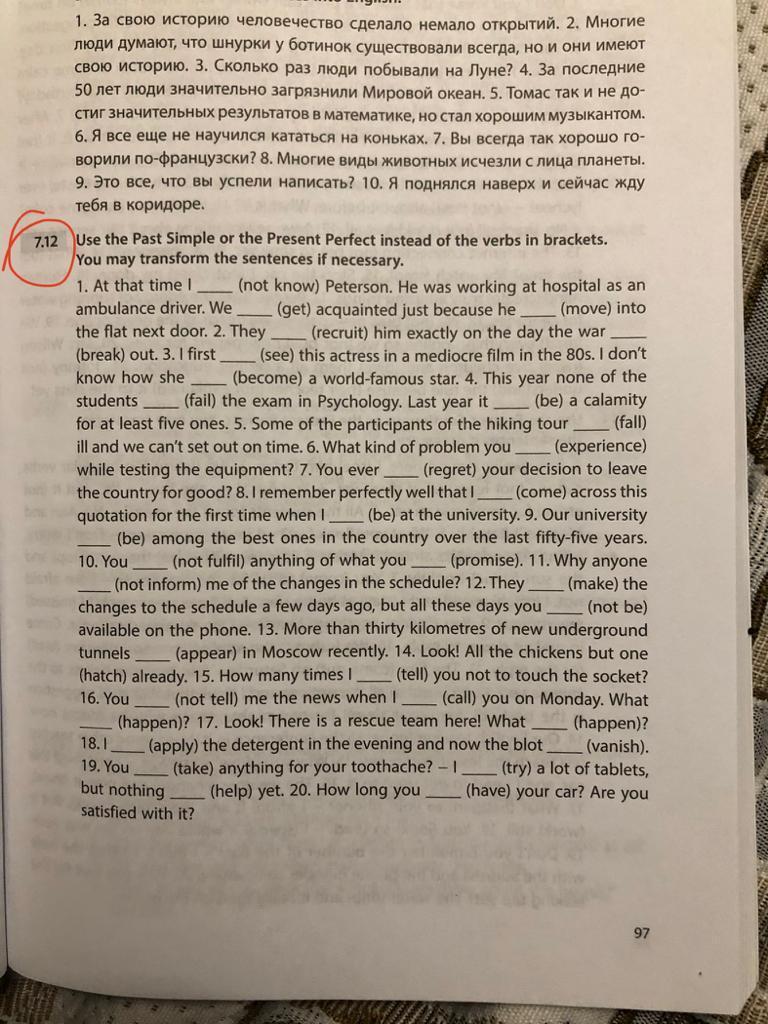 into English.
1. За свою историю человечество сделало немало открытий. 2. Многие
люди думают, что шнурки у ботинок существовали всегда, но и они имеют
свою историю. 3. Сколько раз люди побывали на Луне? 4. За последние
50 лет люди значительно загрязнили Мировой океан. 5. Томас так и не до-
стиг значительных результатов в математике, но стал хорошим музыкантом.
6. Я все еще не научился кататься на коньках. 7. Вы всегда так хорошо го-
ворили по-французски? 8. Многие виды животных исчезли с лица планеты.
9. Это все, что вы успели написать? 10. Я поднялся наверх и сейчас жду
тебя в коридоре.
7.12 Use the Past Simple or the Present Perfect instead of the verbs in brackets.
You may transform the sentences if necessary.
1. At that time I ____ (not know) Peterson. He was working at hospital as an
ambulance driver. We ____ (get) acquainted just because he ____ (move) into
the flat next door. 2. They ____ (recruit) him exactly on the day the war ____
(break) out. 3. I first ____ (see) this actress in a mediocre film in the 80s. I don't
know how she ____ (become) a world-famous star. 4. This year none of the
students ____ (fail) the exam in Psychology. Last year it ____ (be) a calamity
for at least five ones. 5. Some of the participants of the hiking tour ____ (fall)
ill and we can't set out on time. 6. What kind of problem you ____ (experience)
while testing the equipment? 7. You ever ____ (regret) your decision to leave
the country for good? 8. I remember perfectly well that I ____ (come) across this
quotation for the first time when I ____ (be) at the university. 9. Our university
____ (be) among the best ones in the country over the last fifty-five years.
10. You ____ (not fulfil) anything of what you ____ (promise). 11. Why anyone
____ (not inform) me of the changes in the schedule? 12. They ____ (make) the
changes to the schedule a few days ago, but all these days you ____ (not be)
available on the phone. 13. More than thirty kilometres of new underground
tunnels ____ (appear) in Moscow recently. 14. Look! All the chickens but one
(hatch) already. 15. How many times I ____ (tell) you not to touch the socket?
16. You ____ (not tell) me the news when I ____ (call) you on Monday. What
____ (happen)? 17. Look! There is a rescue team here! What ____ (happen)?
18. I ____ (apply) the detergent in the evening and now the blot ____ (vanish).
19. You ____ (take) anything for your toothache? – I ____ (try) a lot of tablets,
but nothing ____ (help) yet. 20. How long you ____ (have) your car? Are you
satisfied with it?
97